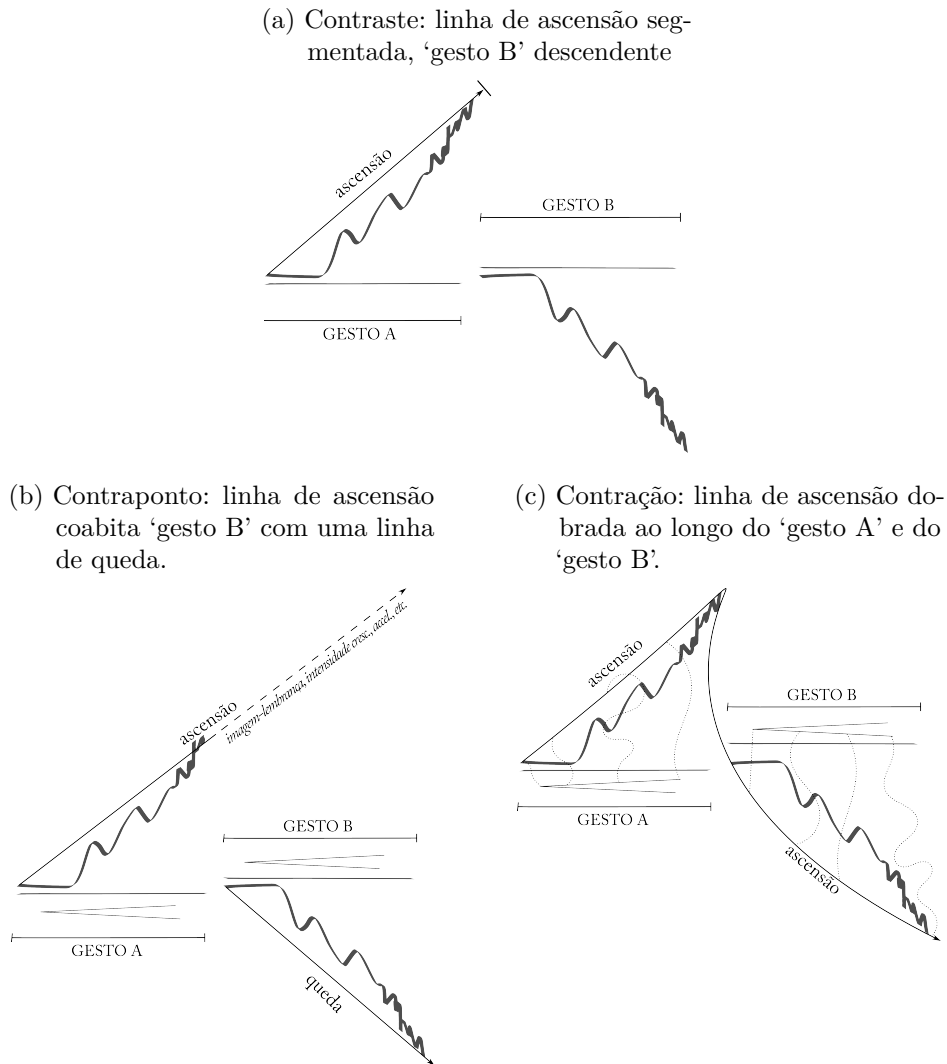 (a) Contraste: linha de ascensão seg-
mentada, ‘gesto B’ descendente
ascensão
GESTO B
GESTO A
(b) Contraponto: linha de ascensão
coabita ‘gesto B’ com uma linha
de queda.
ascensão
imagem-lembrança, intensidade cresc., accel., etc.
GESTO B
GESTO A
queda
(c) Contração: linha de ascensão do-
brada ao longo do ‘gesto A’ e do
‘gesto B’.
ascensão
GESTO B
GESTO A
ascensão